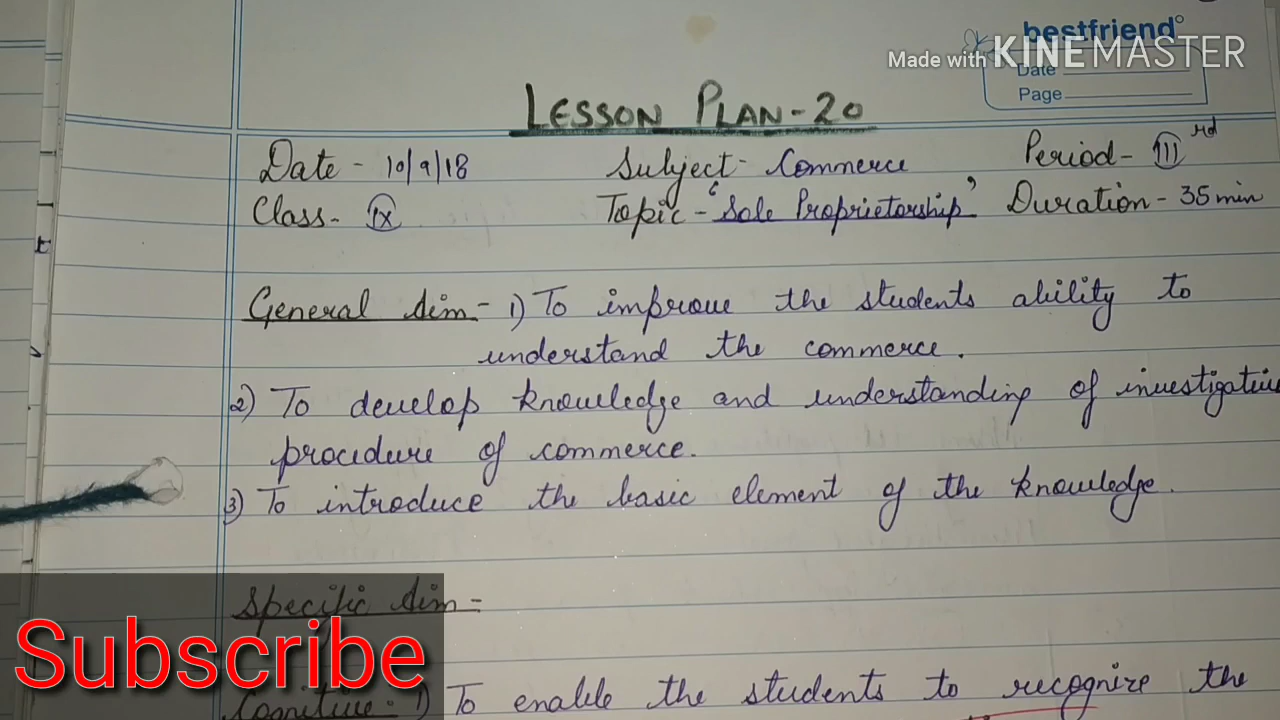 bestfriend
Made with KINEMASTER
Date
Page
LESSON PLAN-20
Date - 10/9/18 Subject- Commerce Period- III rd
Class- IX Topic- 'Sole Proprietorship' Duration - 35 min
General Aim- 1) To improve the students ability to
understand the commerce.
2) To develop knowledge and understanding of investigative
procedure of commerce.
3) To introduce the basic element of the knowledge.
Specific Aim-
Subscribe
Cognitive- 1) To enable the students to recognize the